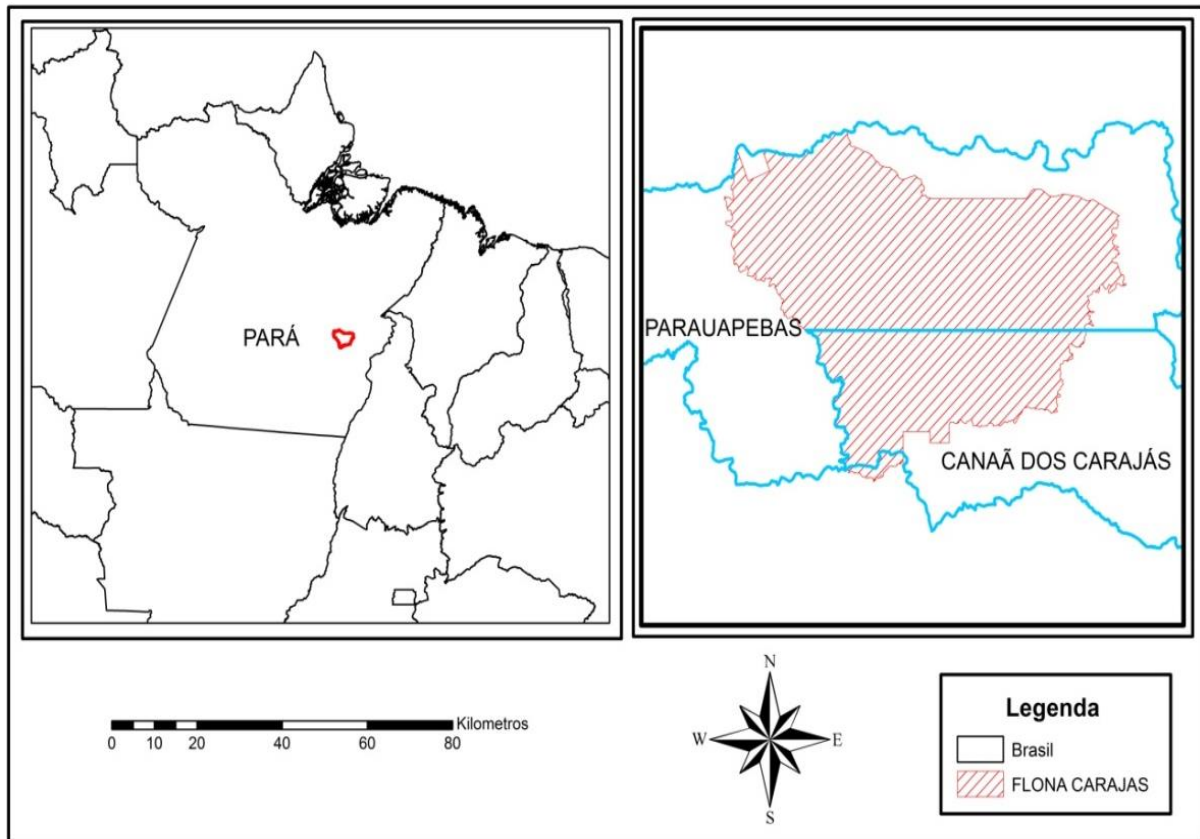 PARÁ
PARAUAPEBAS
CANAÃ DOS CARAJÁS
Kilometros
0 10 20 40 60 80
N
W E
S
Legenda
Brasil
FLONA CARAJAS